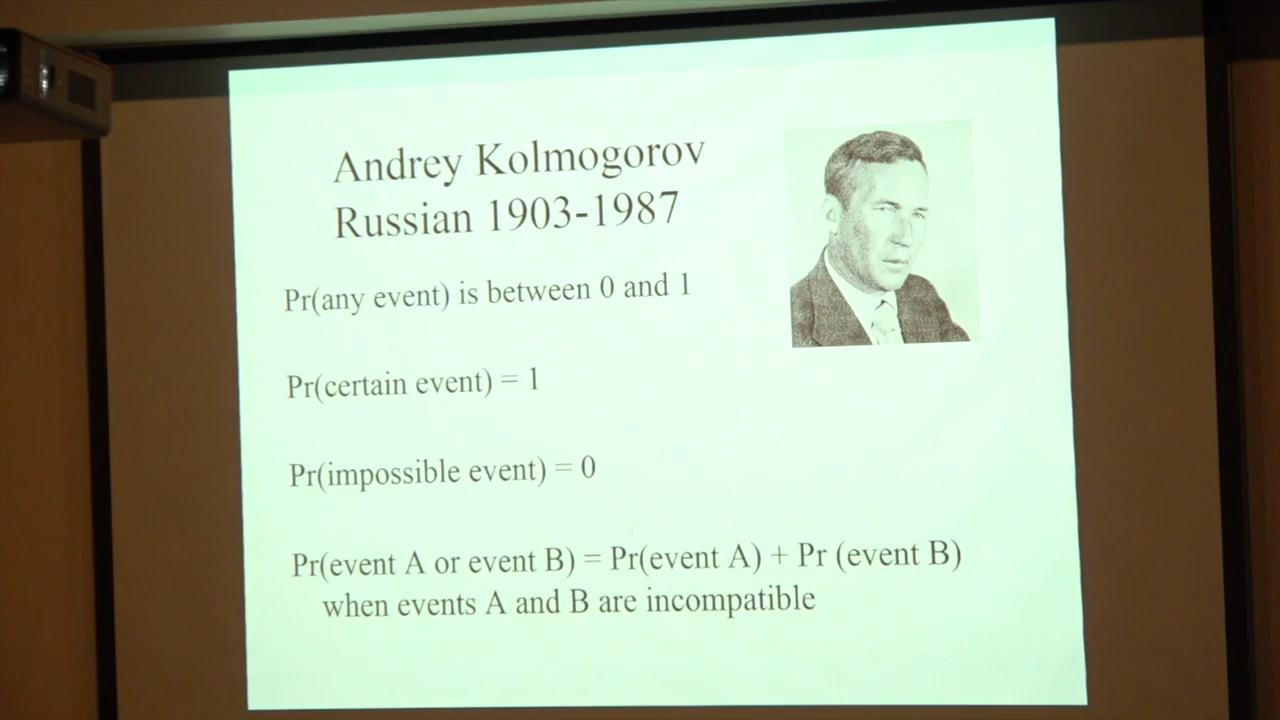 Andrey Kolmogorov
Russian 1903-1987
Pr(any event) is between 0 and 1
Pr(certain event) = 1
Pr(impossible event) = 0
Pr(event A or event B) = Pr(event A) + Pr (event B)
when events A and B are incompatible